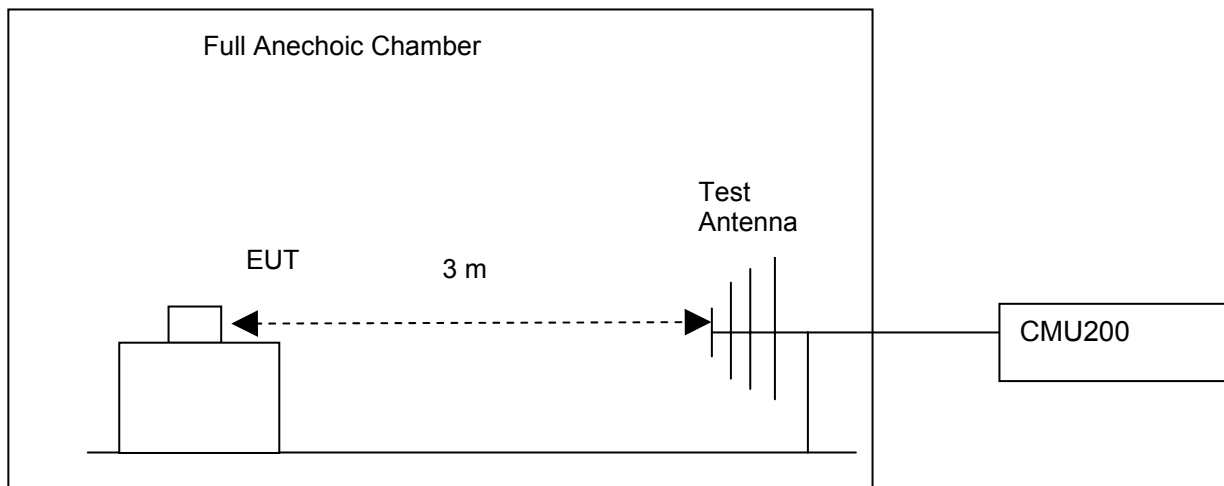 Full Anechoic Chamber
Test
Antenna
EUT
3 m
CMU200